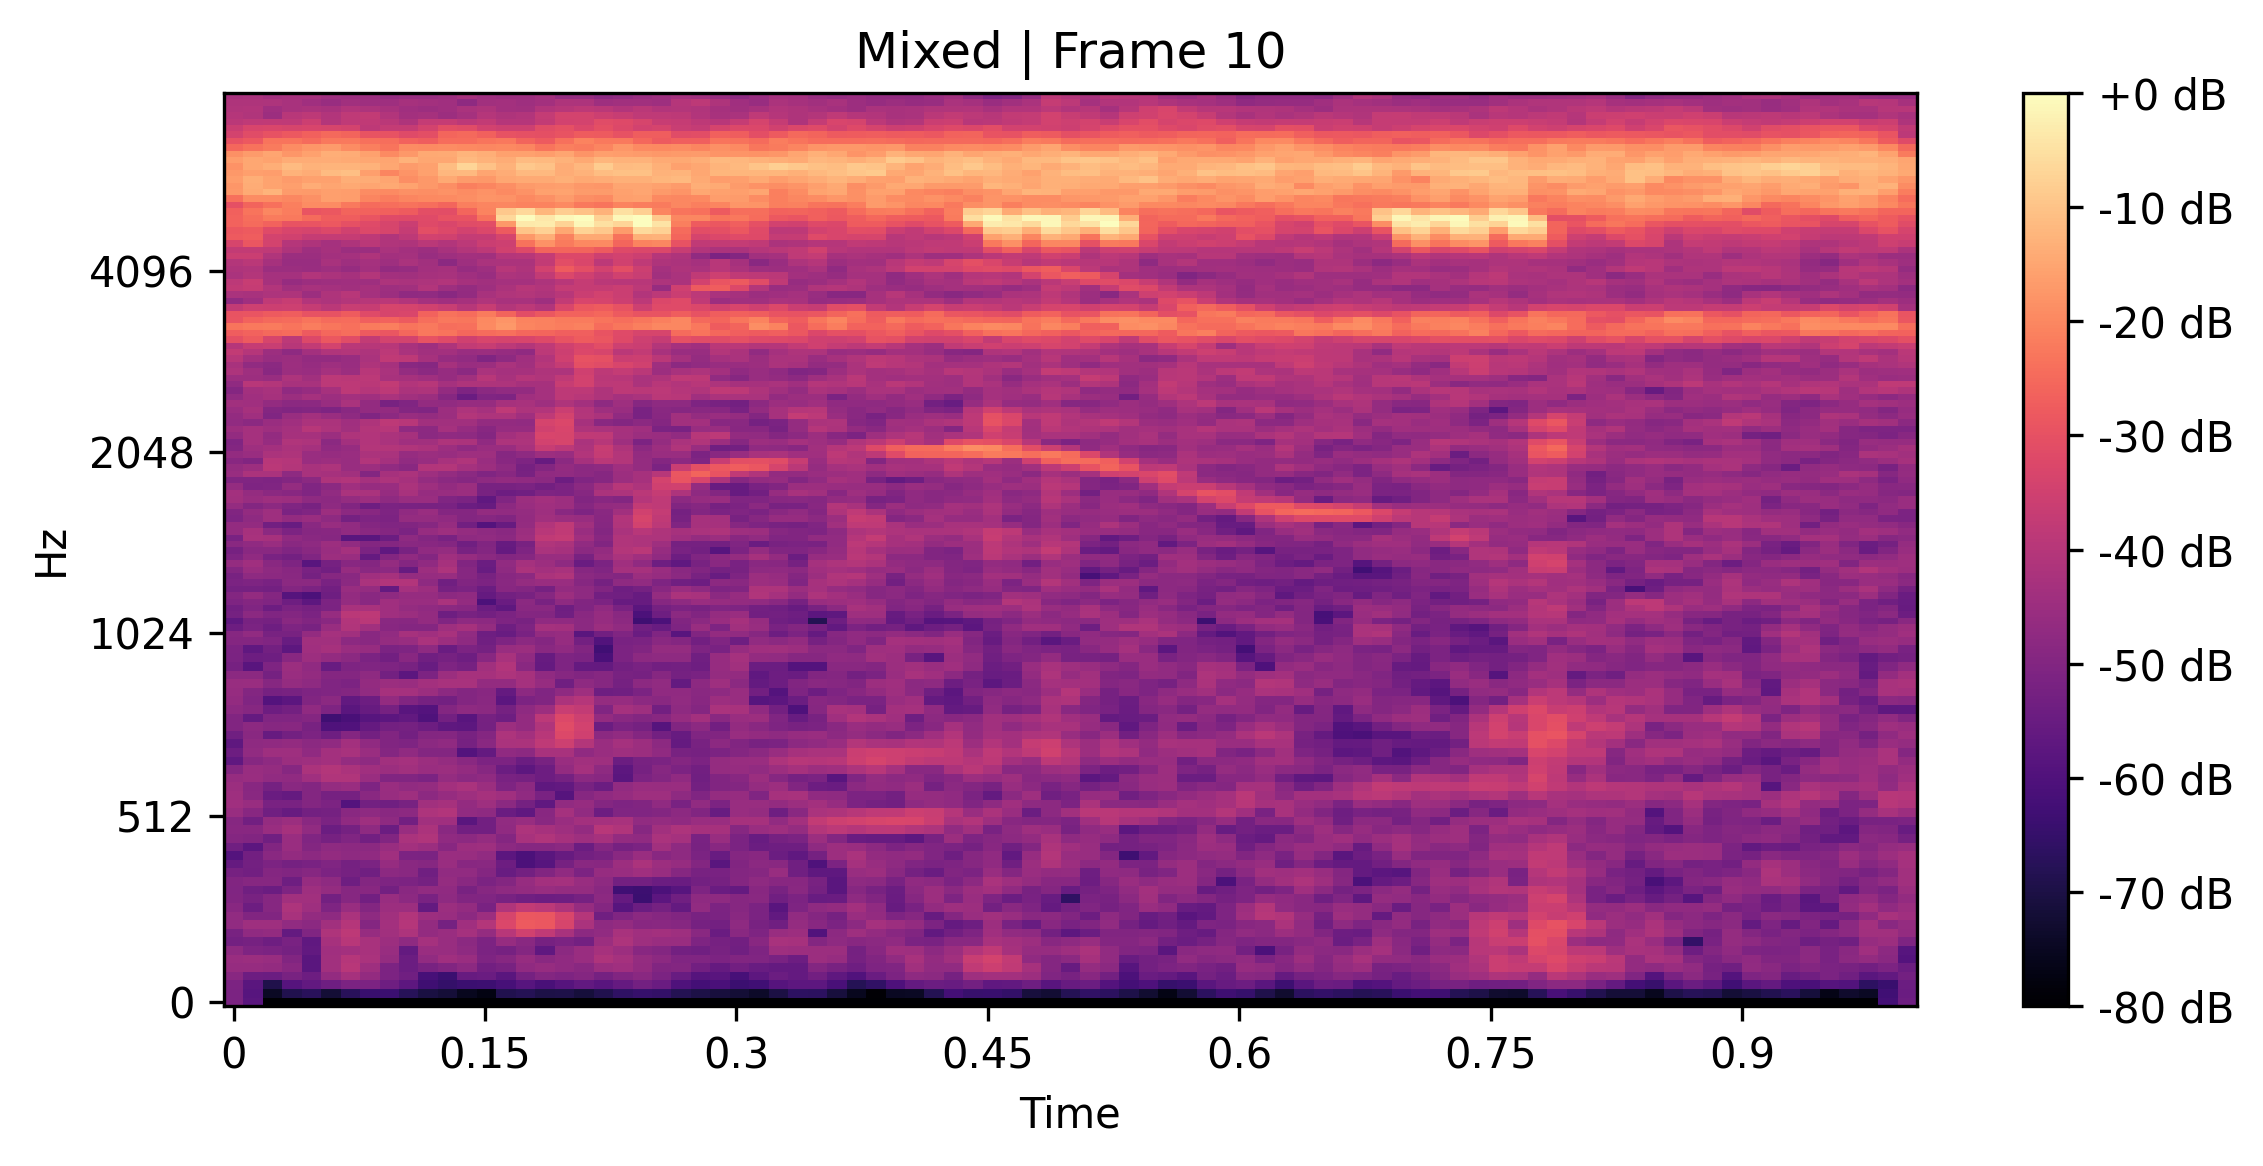 Mixed | Frame 10
+0 dB
-10 dB
4096
-20 dB
-30 dB
2048
-40 dB
Hz
1024
-50 dB
-60 dB
512
-70 dB
0
-80 dB
0 0.15 0.3 0.45 0.6 0.75 0.9
Time